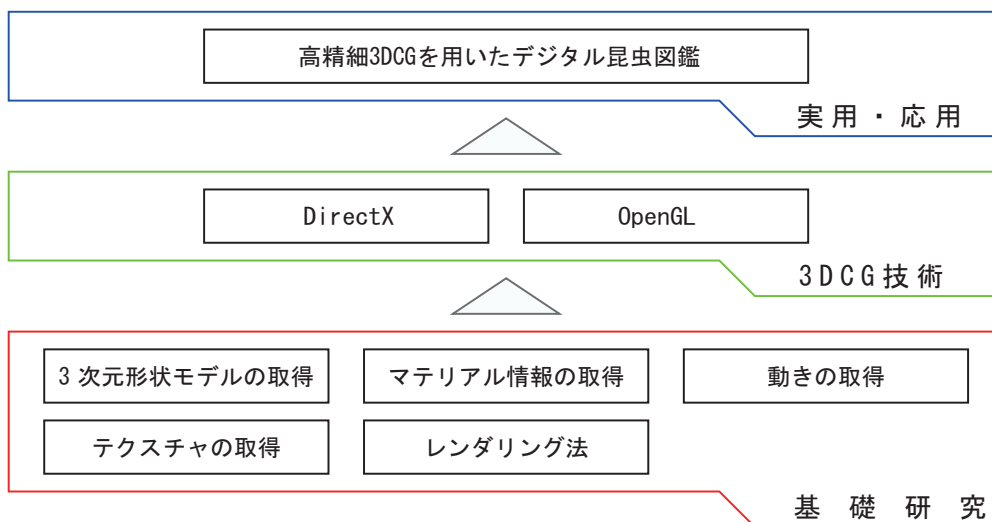 高精細3DCGを用いたデジタル昆虫図鑑
実用・応用
DirectX
OpenGL
3DCG技術
3次元形状モデルの取得
マテリアル情報の取得
動きの取得
テクスチャの取得
レンダリング法
基礎研究